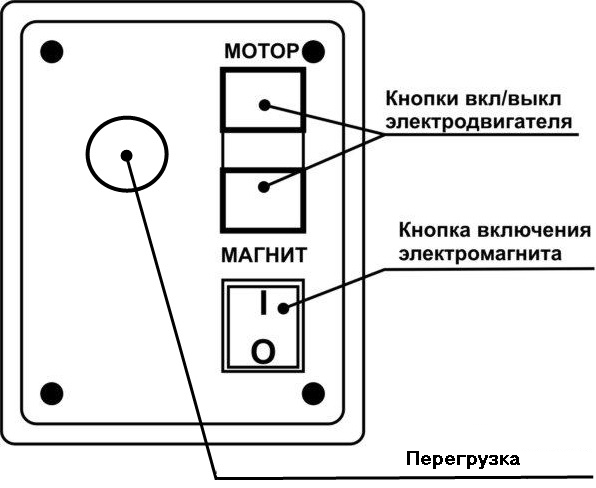 МОТОР
Кнопки вкл/выкл
электродвигателя
Кнопка включения
электромагнита
МАГНИТ
I
O
Перегрузка